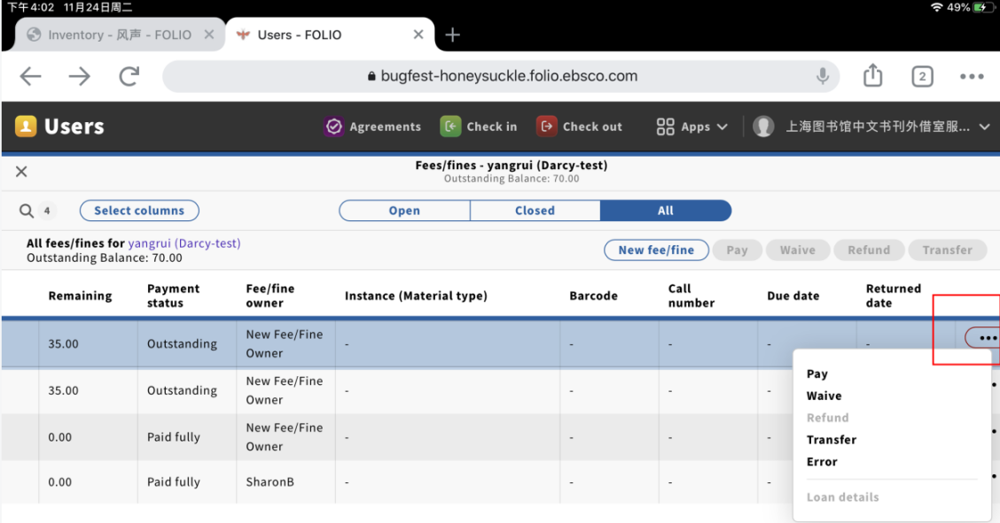 下午4:02 11月24日周二
49%
Inventory - 风声 - FOLIO
Users - FOLIO
bugfest-honeysuckle.folio.ebsco.com
2
Users
Agreements
Check in
Check out
Apps
上海图书馆中文书刊外借室服...
Fees/fines - yangrui (Darcy-test)
Outstanding Balance: 70.00
4
Select columns
Open
Closed
All
All fees/fines for yangrui (Darcy-test)
Outstanding Balance: 70.00
New fee/fine
Pay
Waive
Refund
Transfer
Remaining
Payment status
Fee/fine owner
Instance (Material type)
Barcode
Call number
Due date
Returned date
35.00 Outstanding New Fee/Fine Owner - - - - -
35.00 Outstanding New Fee/Fine Owner - - - -
0.00 Paid fully New Fee/Fine Owner - - - -
0.00 Paid fully SharonB - - - -
Pay
Waive
Refund
Transfer
Error
Loan details